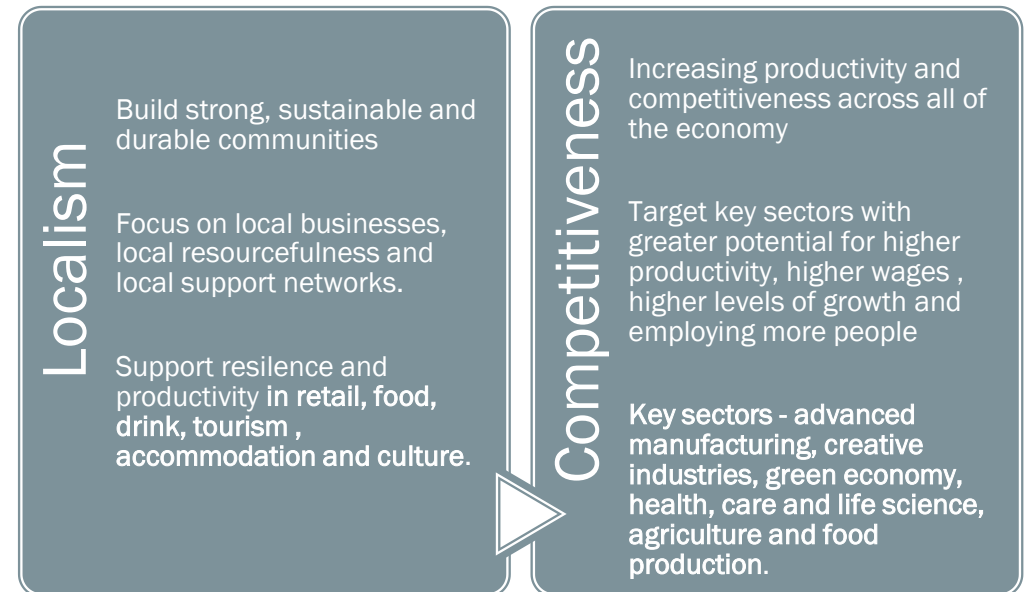 Localism
Build strong, sustainable and
durable communities
Focus on local businesses,
local resourcefulness and
local support networks.
Support resilence and
productivity in retail, food,
drink, tourism ,
accommodation and culture.
Competitiveness
Increasing productivity and
competitiveness across all of
the economy
Target key sectors with
greater potential for higher
productivity, higher wages ,
higher levels of growth and
employing more people
Key sectors - advanced
manufacturing, creative
industries, green economy,
health, care and life science,
agriculture and food
production.